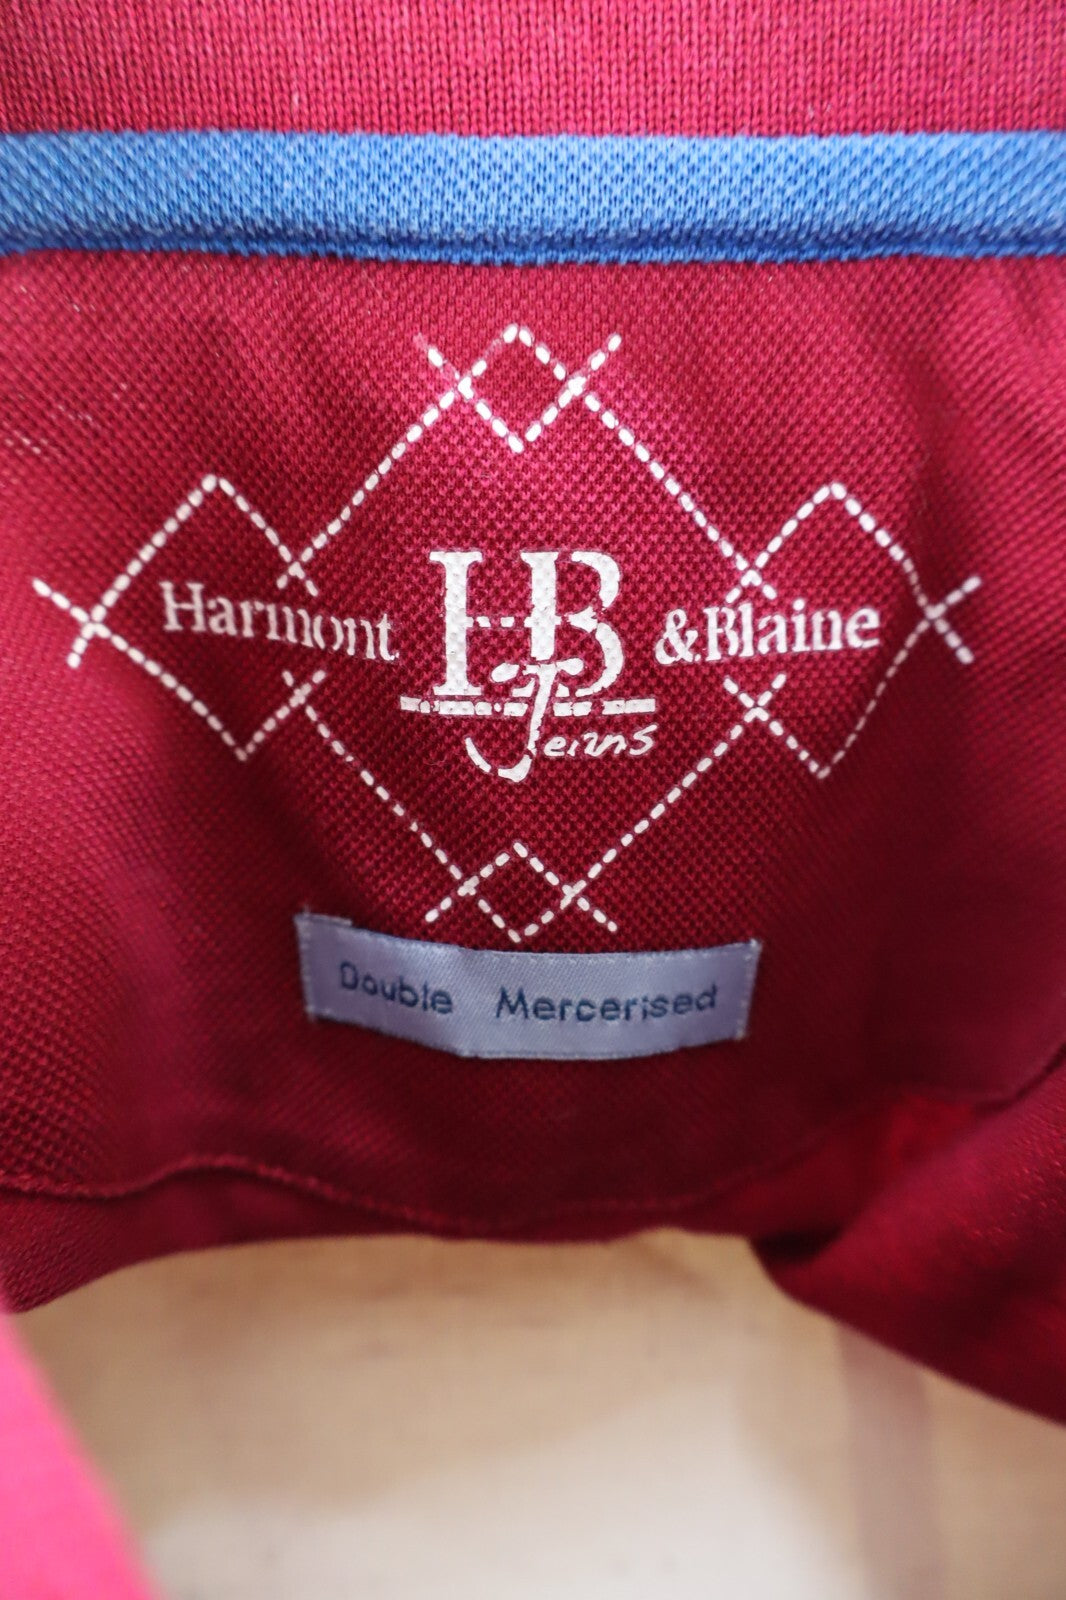 Harmont HB & Blaine
Jeans
Double Mercerised